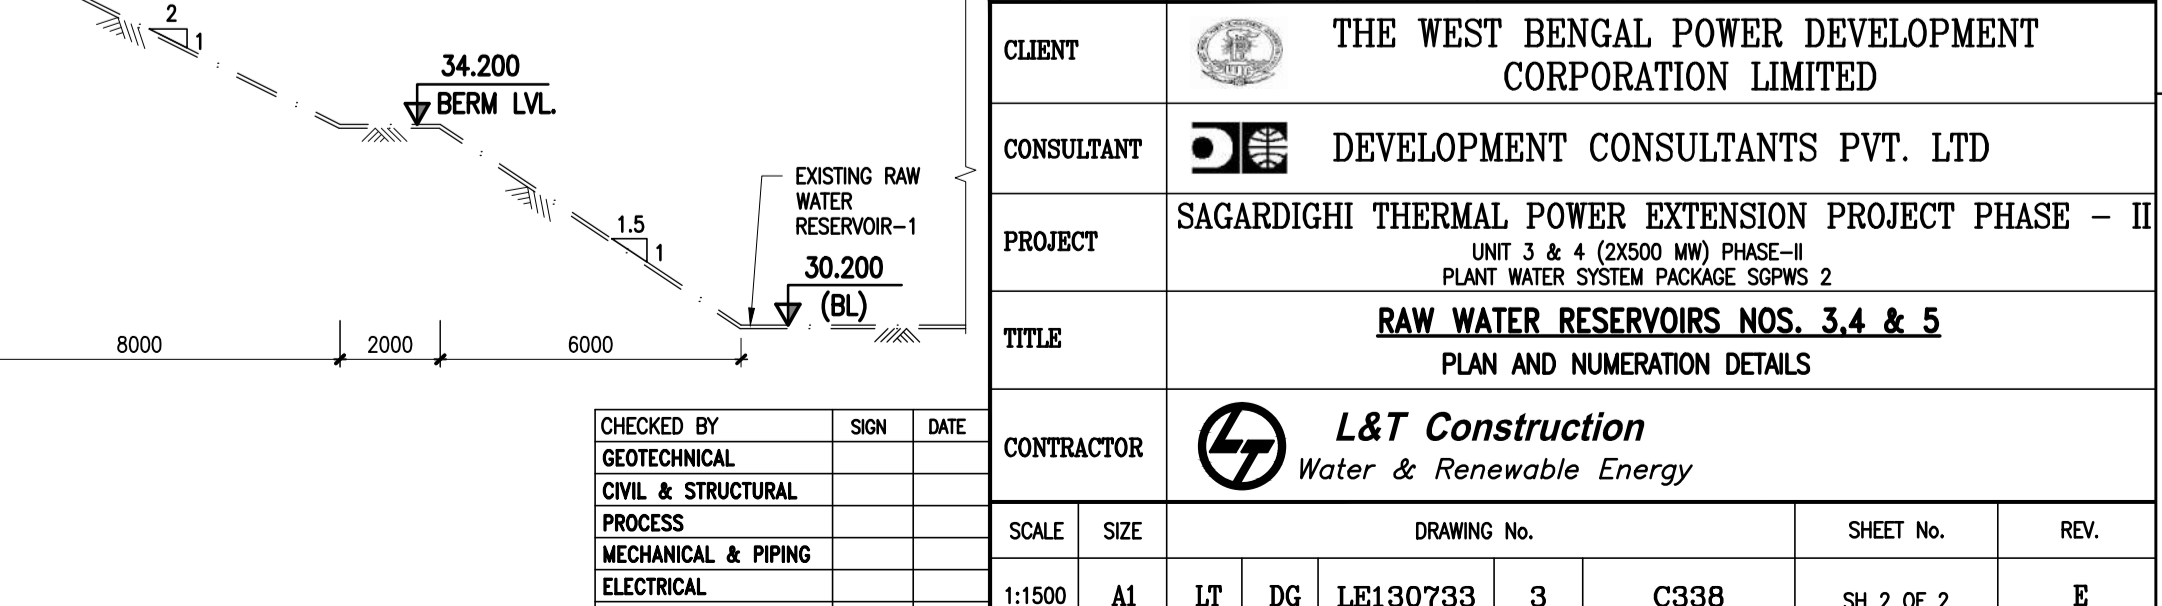 2
1
34.200
BERM LVL.
1.5
1
EXISTING RAW
WATER
RESERVOIR-1
30.200
(BL)
8000
2000
6000
CHECKED BY SIGN DATE
GEOTECHNICAL
CIVIL & STRUCTURAL
PROCESS
MECHANICAL & PIPING
ELECTRICAL
CLIENT
THE WEST BENGAL POWER DEVELOPMENT
CORPORATION LIMITED
CONSULTANT
DEVELOPMENT CONSULTANTS PVT. LTD
PROJECT
SAGARDIGHI THERMAL POWER EXTENSION PROJECT PHASE - II
UNIT 3 & 4 (2X500 MW) PHASE-II
PLANT WATER SYSTEM PACKAGE SGPWS 2
TITLE
RAW WATER RESERVOIRS NOS. 3,4 & 5
PLAN AND NUMERATION DETAILS
CONTRACTOR
L&T Construction
Water & Renewable Energy
SCALE SIZE DRAWING No. SHEET No. REV.
1:1500 A1 LT DG LE130733 3 C338 SH 2 OF 2 E